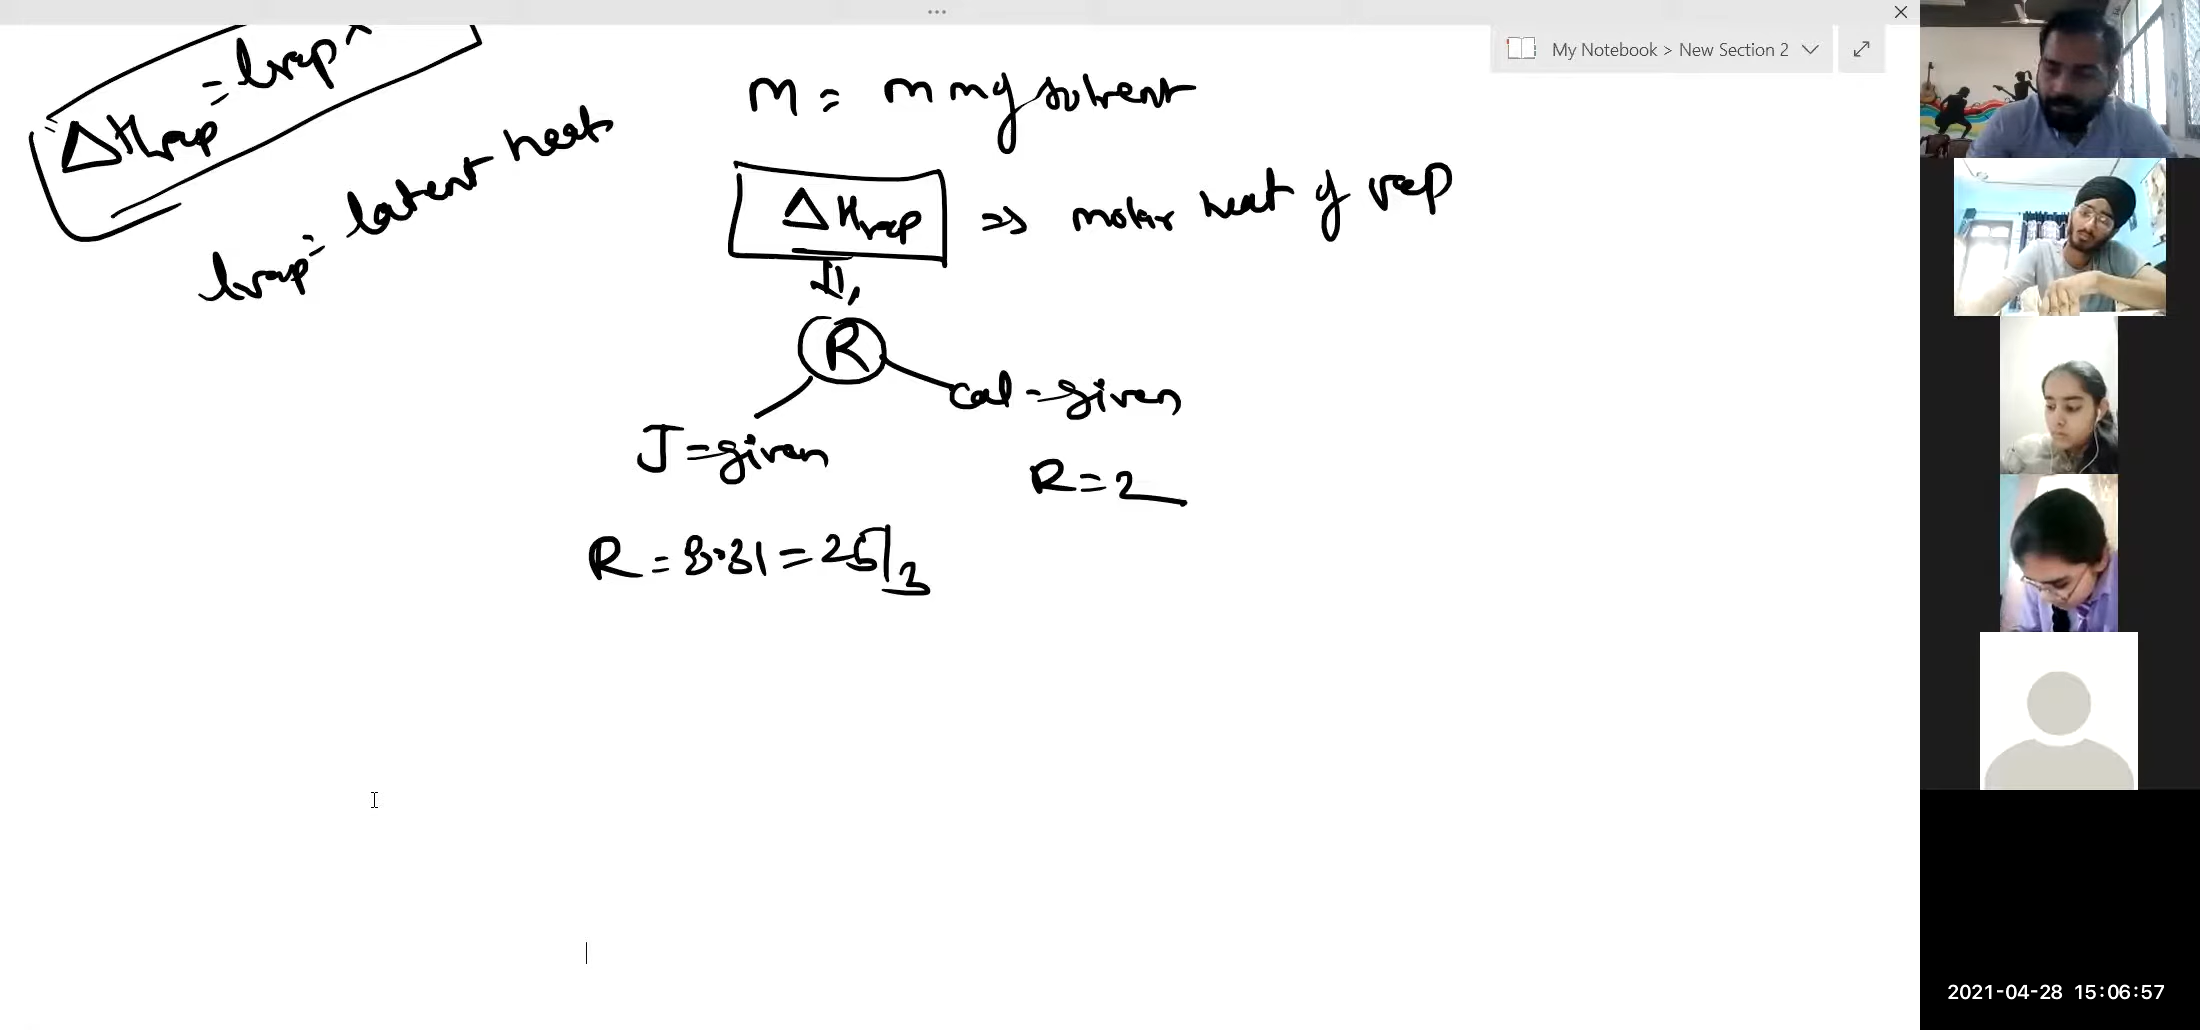 My Notebook > New Section 2
ΔHvap = lvap ×
lvap = latent heat
M = m m of solvent
ΔHvap ⇒ molar heat of vap
R
J = given
cal - given
R = 2
R = 8.31 = 25/3
2021-04-28 15:06:57